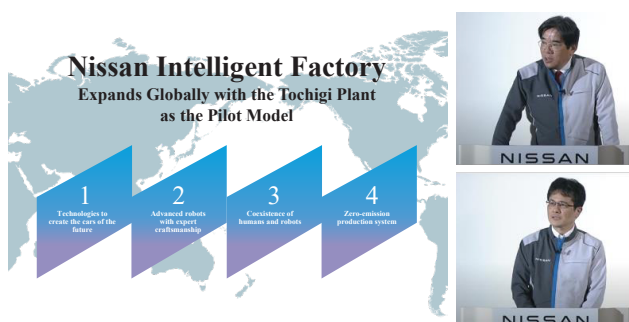 Nissan Intelligent Factory
Expands Globally with the Tochigi Plant
as the Pilot Model
1
Technologies to
create the cars of the
future
2
Advanced robots
with expert
craftsmanship
3
Coexistence of
humans and robots
4
Zero-emission
production system
NISSAN
NISSAN
NISSAN
NISSAN